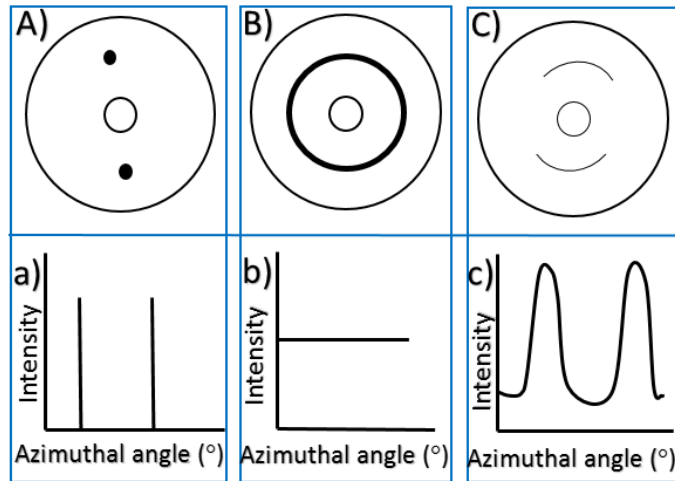 A)
B)
C)
a)
Intensity
Azimuthal angle (°)
b)
Intensity
Azimuthal angle (°)
c)
Intensity
Azimuthal angle (°)